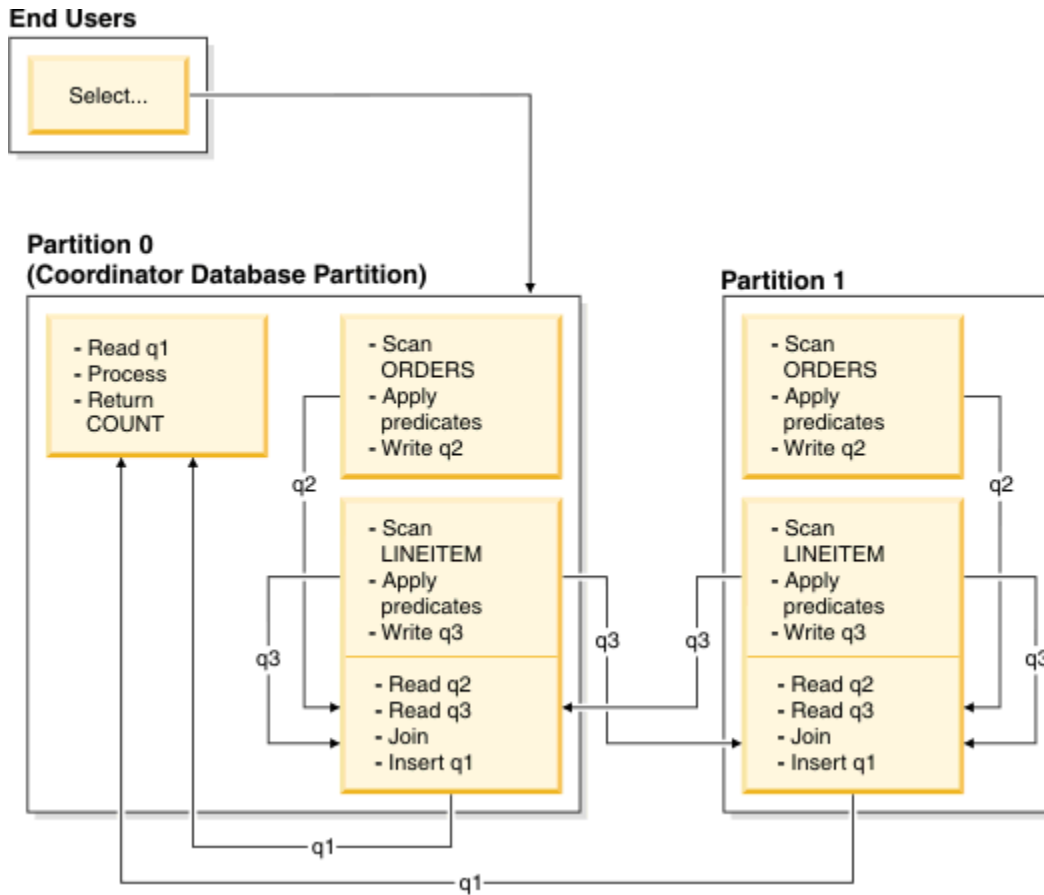 End Users
Select...
Partition 0
(Coordinator Database Partition)
- Read q1
- Process
- Return
COUNT
- Scan
ORDERS
- Apply
predicates
- Write q2
q2
- Scan
LINEITEM
- Apply
predicates
- Write q3
q3
q3
- Read q2
- Read q3
- Join
- Insert q1
Partition 1
- Scan
ORDERS
- Apply
predicates
- Write q2
q2
- Scan
LINEITEM
- Apply
predicates
- Write q3
q3
q3
- Read q2
- Read q3
- Join
- Insert q1
q1
q1